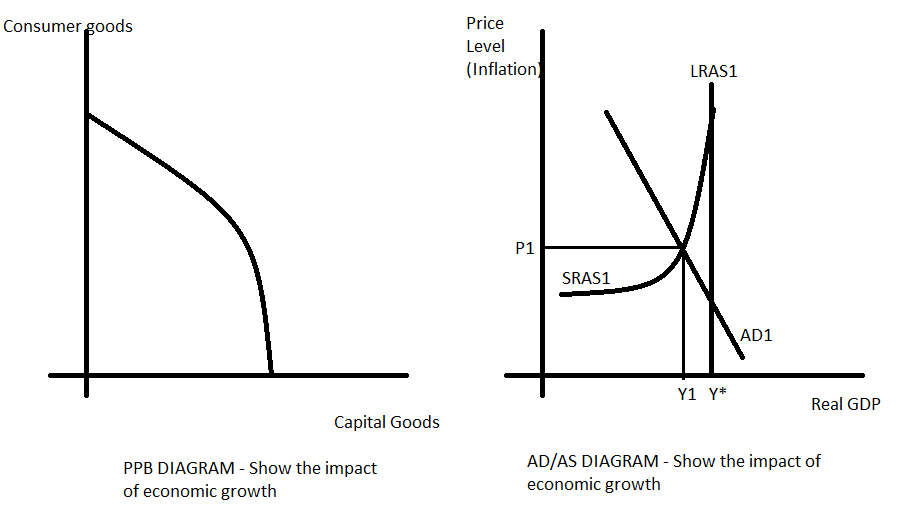 Consumer goods
Capital Goods
PPB DIAGRAM - Show the impact
of economic growth
Price
Level
(Inflation)
LRAS1
P1
SRAS1
AD1
Y1
Y*
Real GDP
AD/AS DIAGRAM - Show the impact of
economic growth